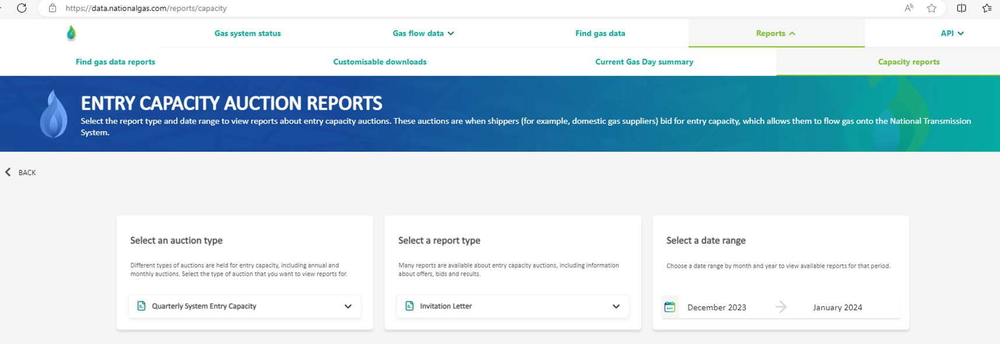 https://data.nationalgas.com/reports/capacity
Gas system status
Gas flow data
Find gas data
Reports
API
Find gas data reports
Customisable downloads
Current Gas Day summary
Capacity reports
ENTRY CAPACITY AUCTION REPORTS
Select the report type and date range to view reports about entry capacity auctions. These auctions are when shippers (for example, domestic gas suppliers) bid for entry capacity, which allows them to flow gas onto the National Transmission
System.
BACK
Select an auction type
Different types of auctions are held for entry capacity, including annual and
monthly auctions. Select the type of auction that you want to view reports for.
Quarterly System Entry Capacity
Select a report type
Many reports are available about entry capacity auctions, including information
about offers, bids and results.
Invitation Letter
Select a date range
Choose a date range by month and year to view available reports for that period.
December 2023
January 2024